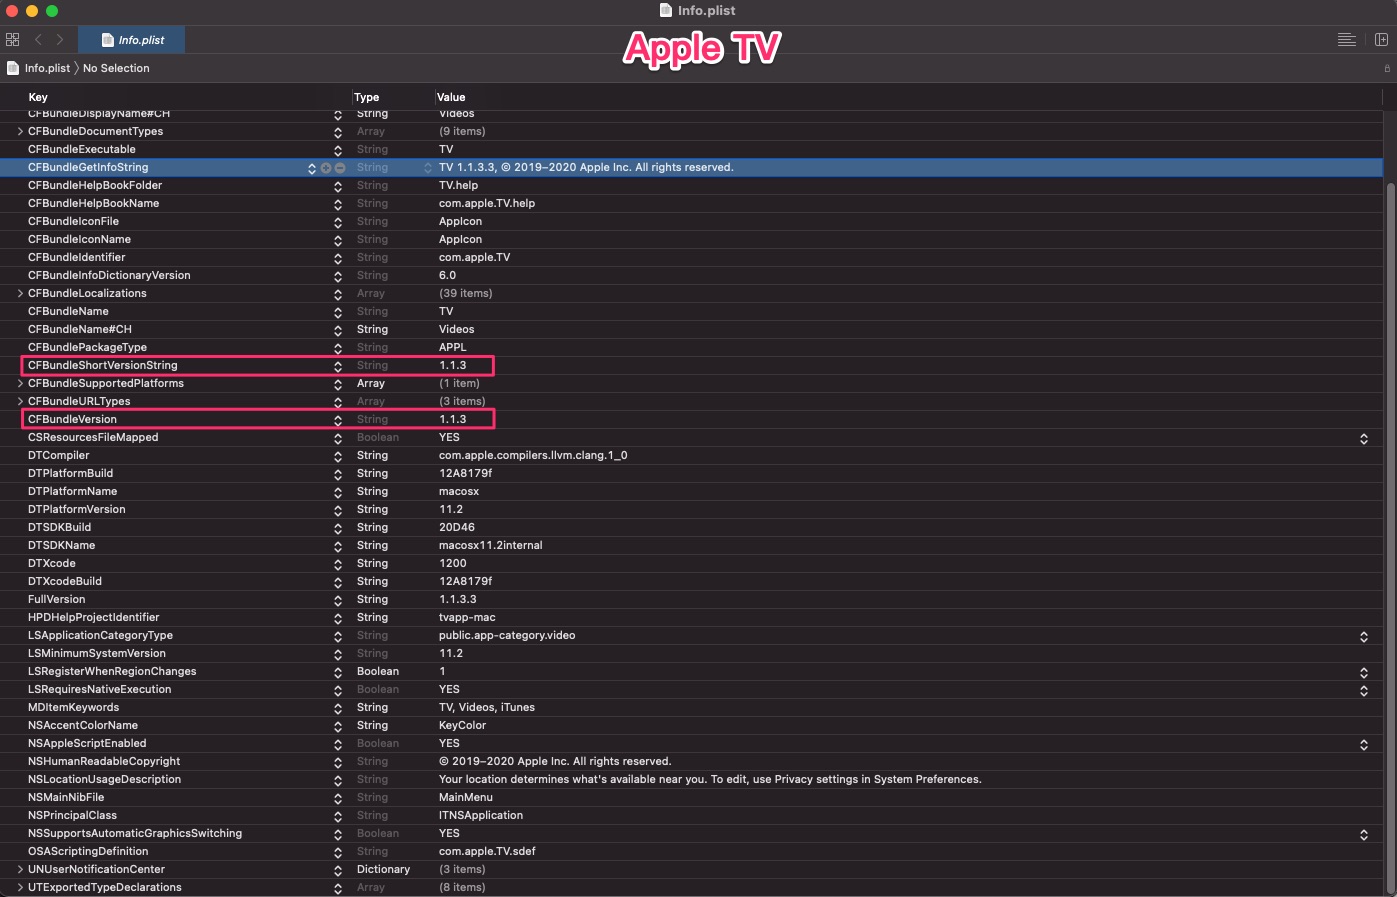 Info.plist
Info.plist
Apple TV
Info.plist 〉 No Selection
Key Type Value
CFBundleDisplayName#CH String Videos
CFBundleDocumentTypes Array (9 items)
CFBundleExecutable String TV
CFBundleGetInfoString String TV 1.1.3.3, © 2019–2020 Apple Inc. All rights reserved.
CFBundleHelpBookFolder String TV.help
CFBundleHelpBookName String com.apple.TV.help
CFBundleIconFile String AppIcon
CFBundleIconName String AppIcon
CFBundleIdentifier String com.apple.TV
CFBundleInfoDictionaryVersion String 6.0
CFBundleLocalizations Array (39 items)
CFBundleName String TV
CFBundleName#CH String Videos
CFBundlePackageType String APPL
CFBundleShortVersionString String 1.1.3
CFBundleSupportedPlatforms Array (1 item)
CFBundleURLTypes Array (3 items)
CFBundleVersion String 1.1.3
CSResourcesFileMapped Boolean YES
DTCompiler String com.apple.compilers.llvm.clang.1_0
DTPlatformBuild String 12A8179f
DTPlatformName String macosx
DTPlatformVersion String 11.2
DTSDKBuild String 20D46
DTSDKName String macosx11.2internal
DTXcode String 1200
DTXcodeBuild String 12A8179f
FullVersion String 1.1.3.3
HPDHelpProjectIdentifier String tvapp-mac
LSApplicationCategoryType String public.app-category.video
LSMinimumSystemVersion String 11.2
LSRegisterWhenRegionChanges Boolean 1
LSRequiresNativeExecution Boolean YES
MDItemKeywords String TV, Videos, iTunes
NSAccentColorName String KeyColor
NSAppleScriptEnabled Boolean YES
NSHumanReadableCopyright String © 2019–2020 Apple Inc. All rights reserved.
NSLocationUsageDescription String Your location determines what's available near you. To edit, use Privacy settings in System Preferences.
NSMainNibFile String MainMenu
NSPrincipalClass String ITNSApplication
NSSupportsAutomaticGraphicsSwitching Boolean YES
OSAScriptingDefinition String com.apple.TV.sdef
UNUserNotificationCenter Dictionary (3 items)
UTExportedTypeDeclarations Array (8 items)